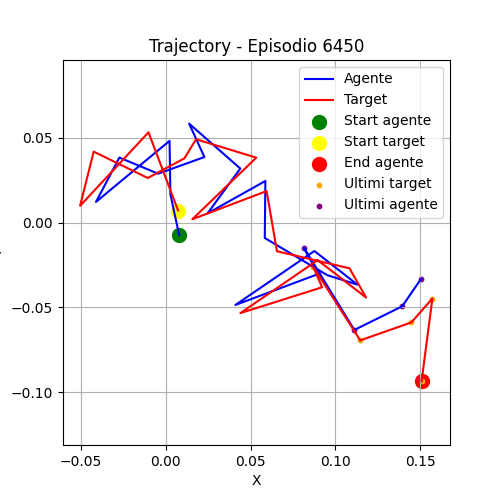 Trajectory - Episodio 6450
Agente
Target
Start agente
Start target
End agente
Ultimi target
Ultimi agente
0.05
0.00
−0.05
−0.10
−0.05
0.00
0.05
0.10
0.15
X